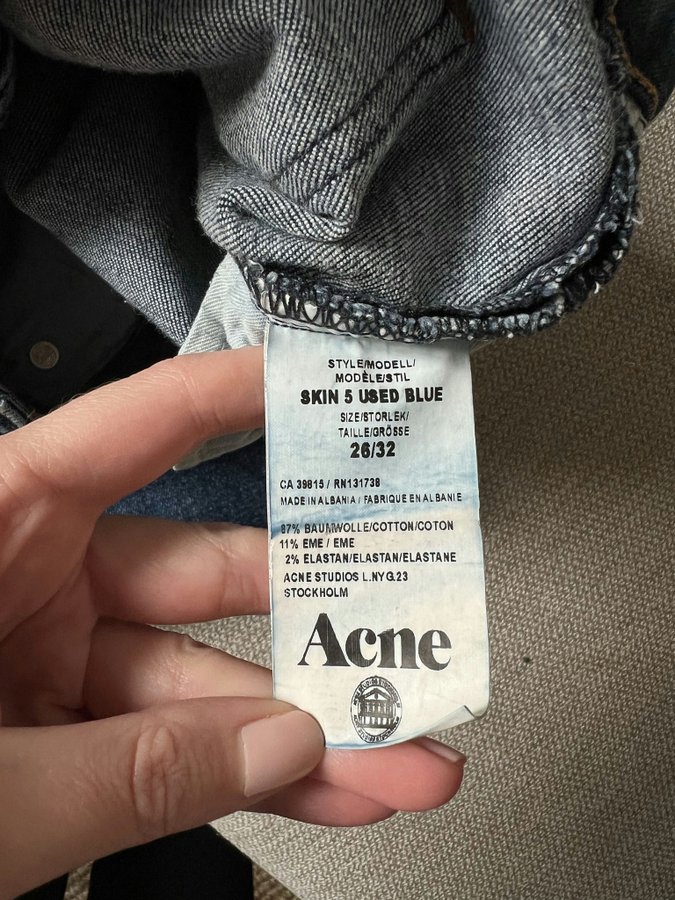 STYLE/MODELL/
MODÈLE/STIL
SKIN 5 USED BLUE
SIZE/STORLEK/
TAILLE/GRÖSSE
26/32
CA 39815 / RN131738
MADE IN ALBANIA / FABRIQUE EN ALBANIE
87% BAUMWOLLE/COTTON/COTON
11% EME / EME
2% ELASTAN/ELASTAN/ELASTANE
ACNE STUDIOS L.NYG.23
STOCKHOLM
Acne